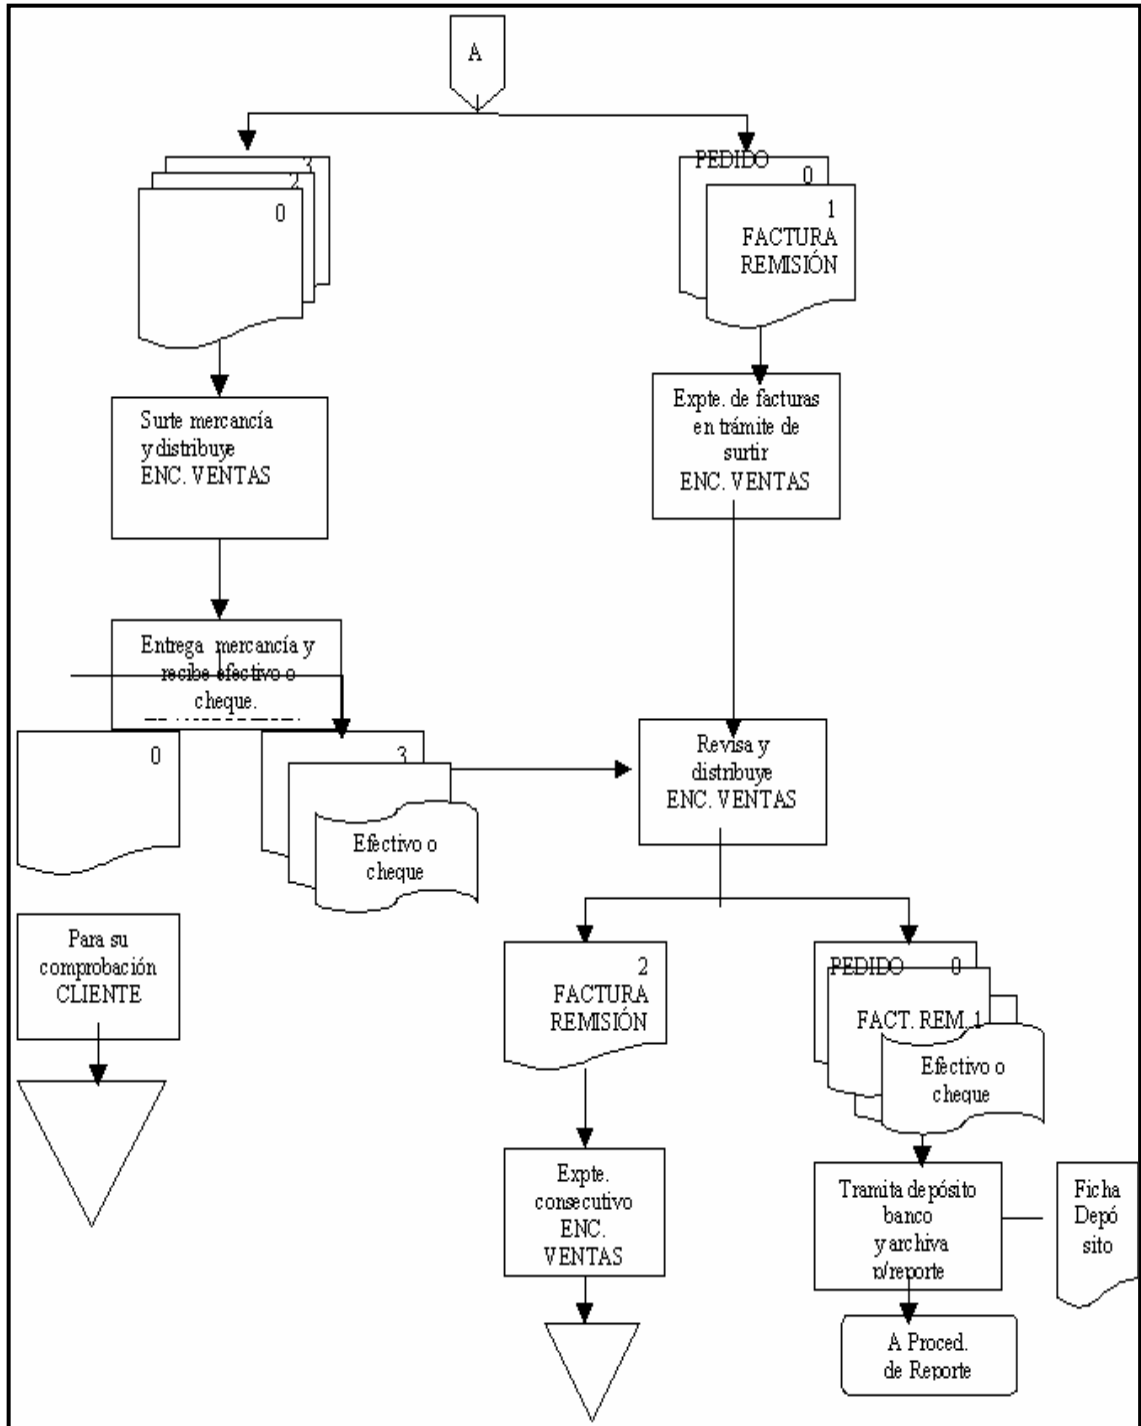 A
3
2
0
PEDIDO
0
1
FACTURA
REMISIÓN
Surte mercancía
y distribuye
ENC. VENTAS
Expte. de facturas
en trámite de
surtir
ENC. VENTAS
Entrega mercancía y
recibe efectivo o
cheque.
0
3
Efectivo o
cheque
Revisa y
distribuye
ENC. VENTAS
Para su
comprobación
CLIENTE
2
FACTURA
REMISIÓN
PEDIDO 0
FACT. REM. 1
Efectivo o
cheque
Expte.
consecutivo
ENC.
VENTAS
Tramita depósito
banco
y archiva
p/reporte
Ficha
Depó
sito
A Proced.
de Reporte